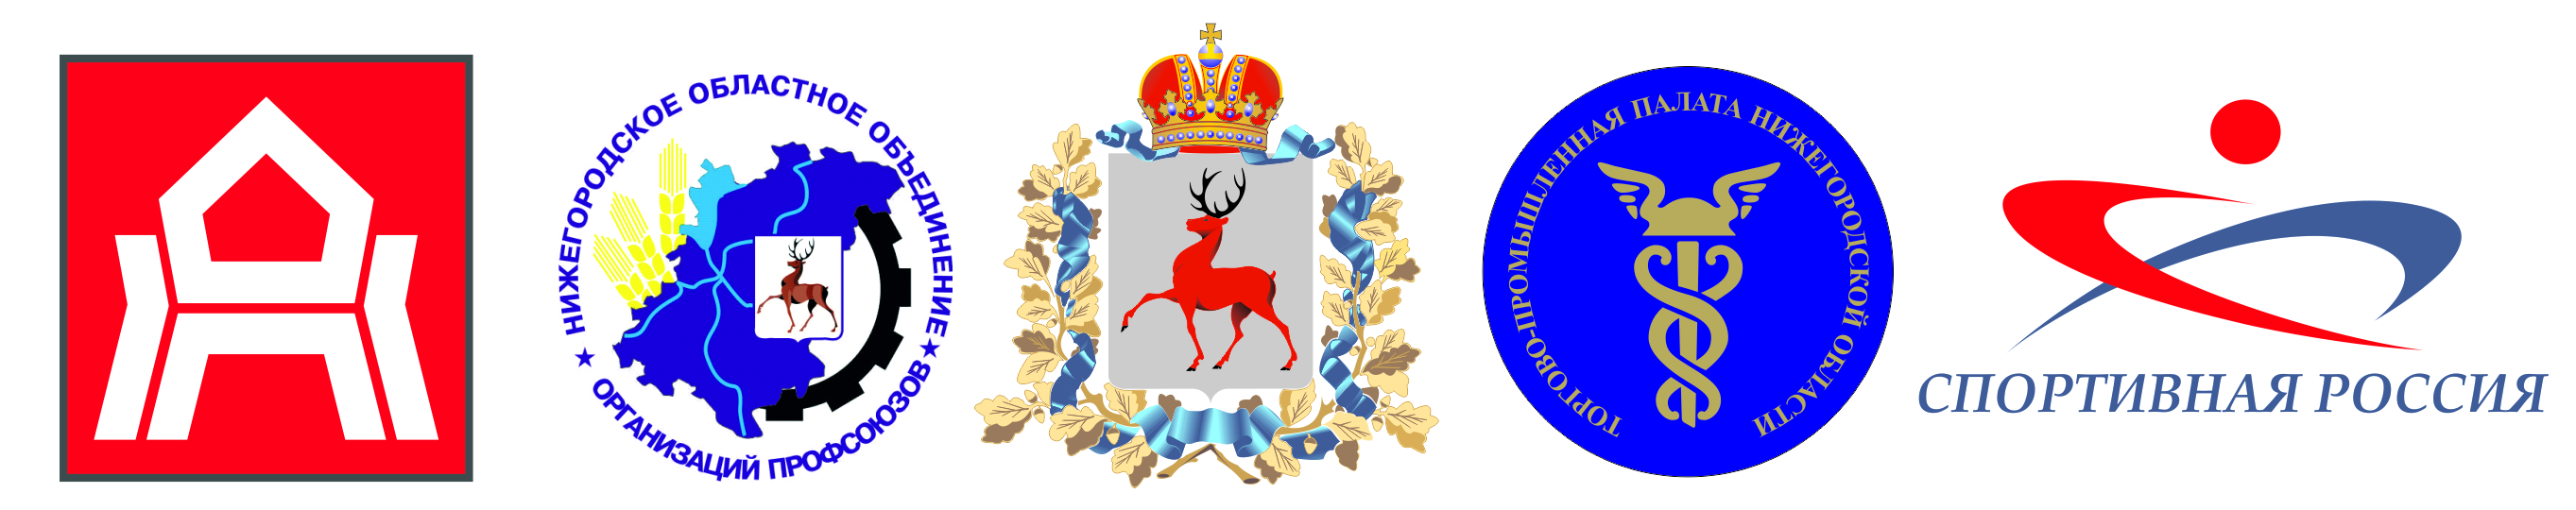 НИЖЕГОРОДСКОЕ ОБЛАСТНОЕ ОБЪЕДИНЕНИЕ
★ ОРГАНИЗАЦИЙ ПРОФСОЮЗОВ ★
ТОРГОВО-ПРОМЫШЛЕННАЯ ПАЛАТА НИЖЕГОРОДСКОЙ ОБЛАСТИ
СПОРТИВНАЯ РОССИЯ